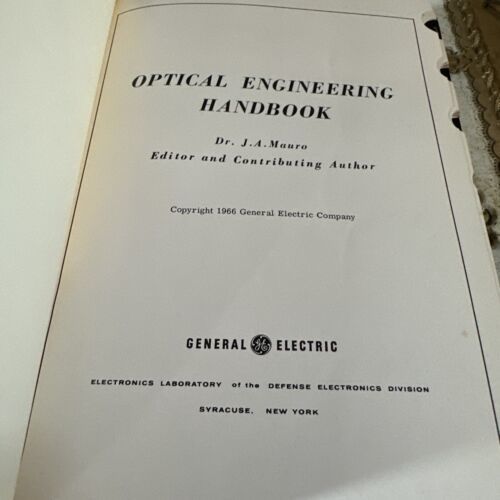 OPTICAL ENGINEERING
HANDBOOK
Dr. J.A.Mauro
Editor and Contributing Author
Copyright 1966 General Electric Company
GENERAL GE ELECTRIC
ELECTRONICS LABORATORY of the DEFENSE ELECTRONICS DIVISION
SYRACUSE, NEW YORK